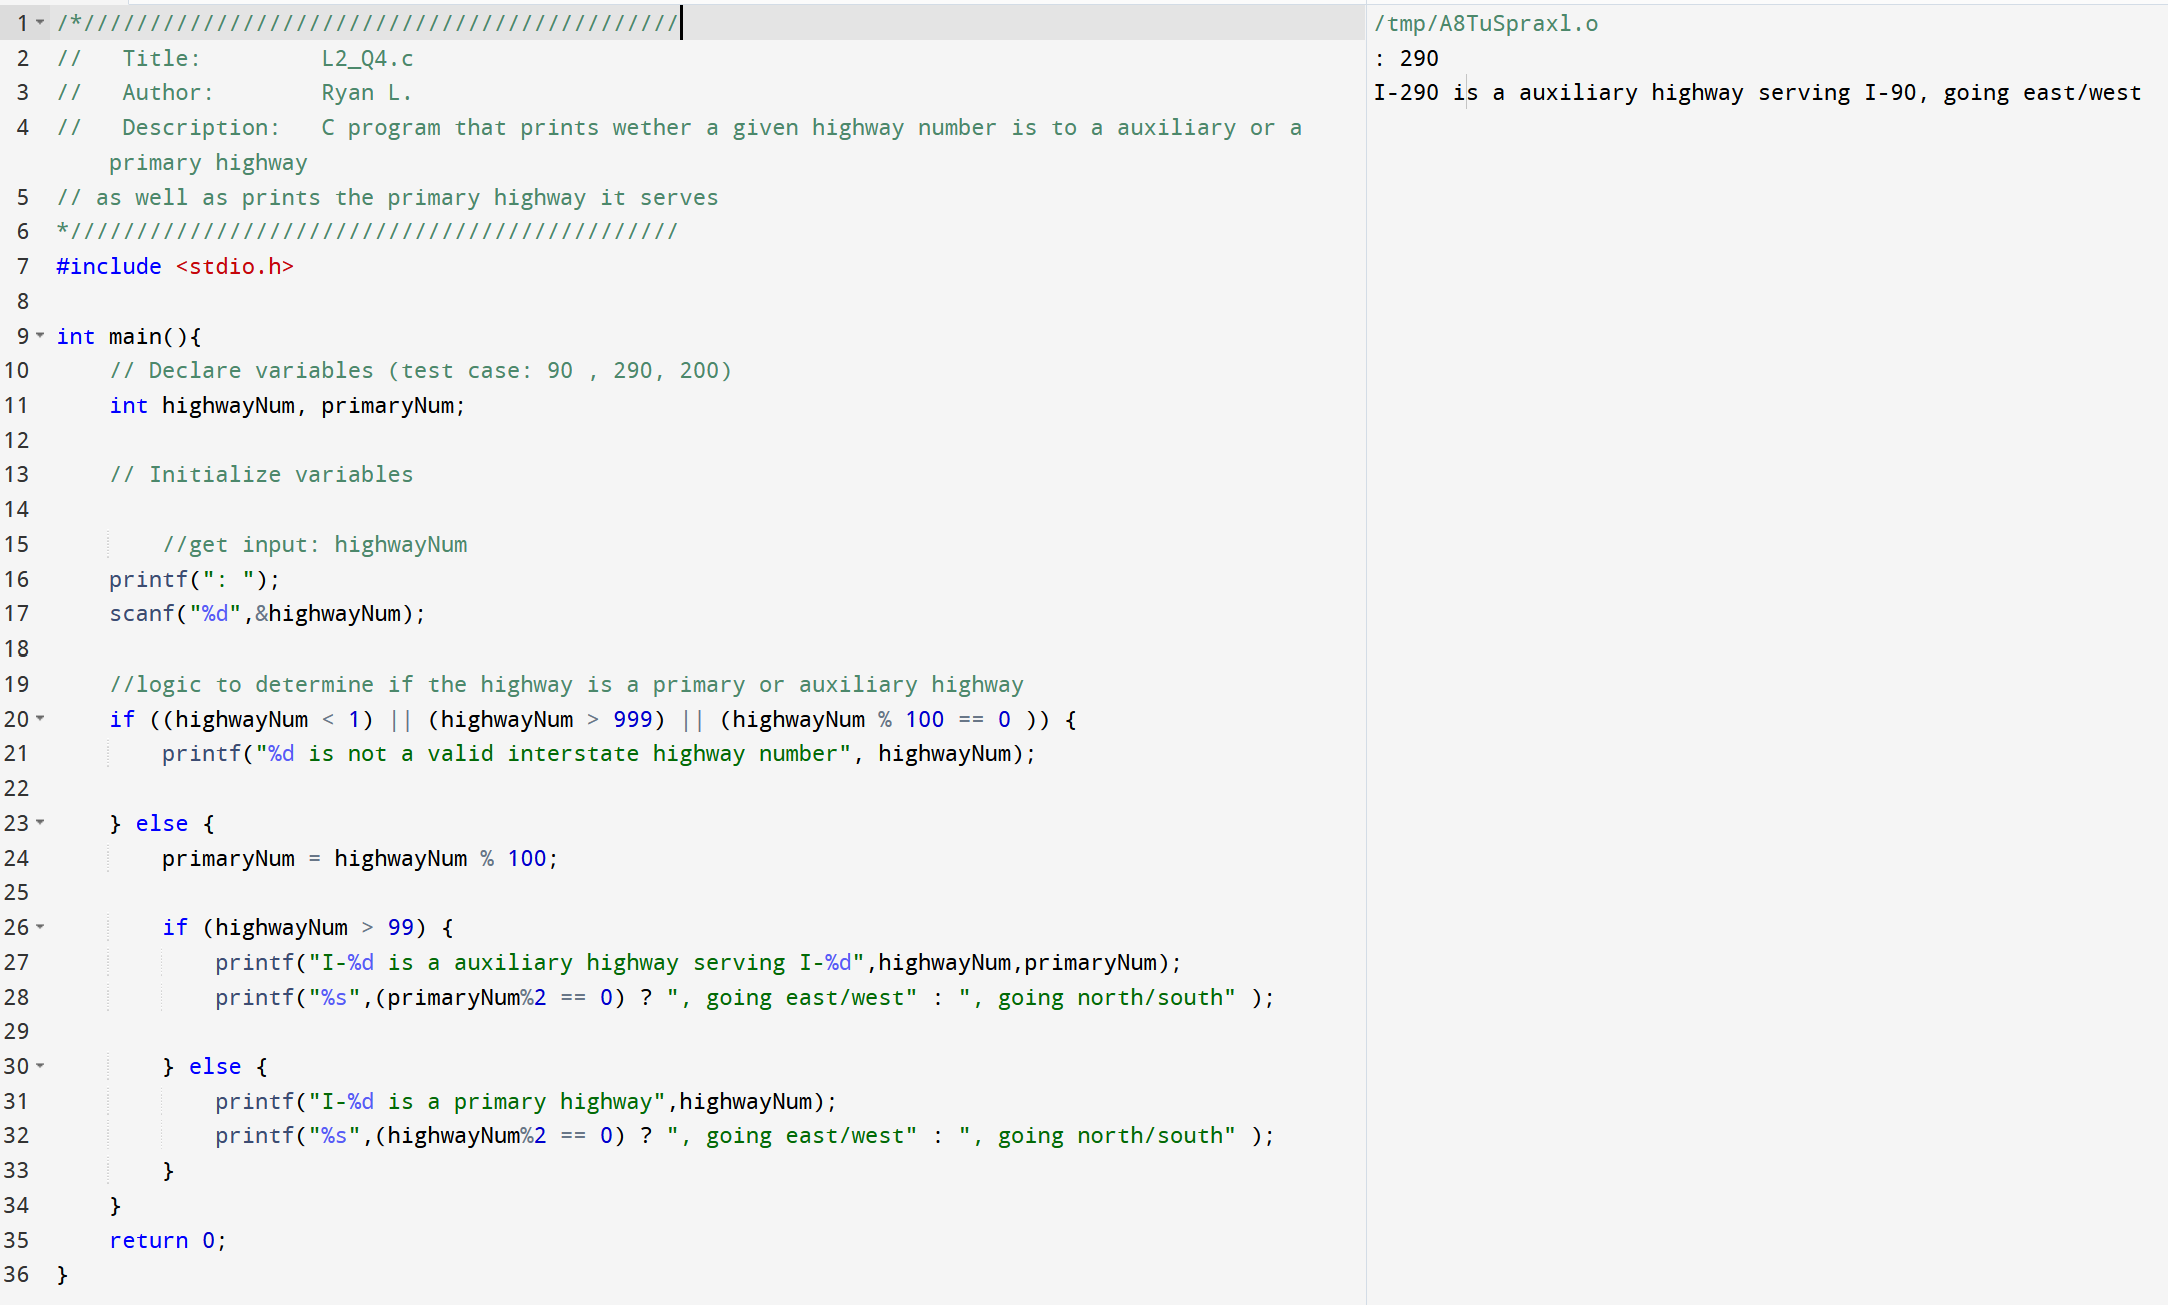 1 /*/////////////////////////////////////////////
2 //   Title:         L2_Q4.c
3 //   Author:        Ryan L.
4 //   Description:   C program that prints wether a given highway number is to a auxiliary or a
primary highway
5 // as well as prints the primary highway it serves
6 *//////////////////////////////////////////////
7 #include <stdio.h>
8
9 int main(){
10     // Declare variables (test case: 90 , 290, 200)
11     int highwayNum, primaryNum;
12
13     // Initialize variables
14
15         //get input: highwayNum
16     printf(": ");
17     scanf("%d",&highwayNum);
18
19     //logic to determine if the highway is a primary or auxiliary highway
20     if ((highwayNum < 1) || (highwayNum > 999) || (highwayNum % 100 == 0 )) {
21         printf("%d is not a valid interstate highway number", highwayNum);
22
23     } else {
24         primaryNum = highwayNum % 100;
25
26         if (highwayNum > 99) {
27             printf("I-%d is a auxiliary highway serving I-%d",highwayNum,primaryNum);
28             printf("%s",(primaryNum%2 == 0) ? ", going east/west" : ", going north/south" );
29
30         } else {
31             printf("I-%d is a primary highway",highwayNum);
32             printf("%s",(highwayNum%2 == 0) ? ", going east/west" : ", going north/south" );
33         }
34     }
35     return 0;
36 }
/tmp/A8TuSpraxl.o
: 290
I-290 is a auxiliary highway serving I-90, going east/west